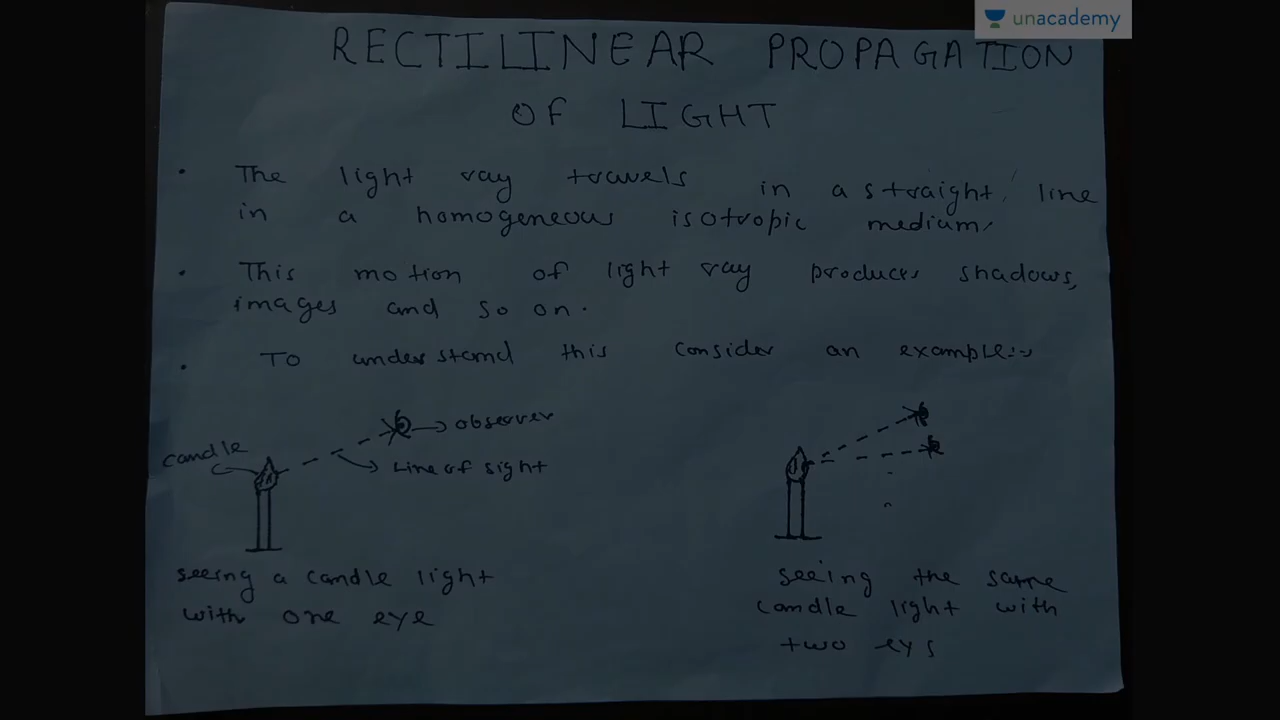 unacademy
RECTILINEAR PROPAGATION
OF LIGHT
• The light ray travels in a straight line
in a homogeneous isotropic medium.
• This motion of light ray produces shadows,
images and so on.
• To understand this consider an example:-
candle
observer
Line of sight
seeing a candle light
with one eye
seeing the same
candle light with
two eys